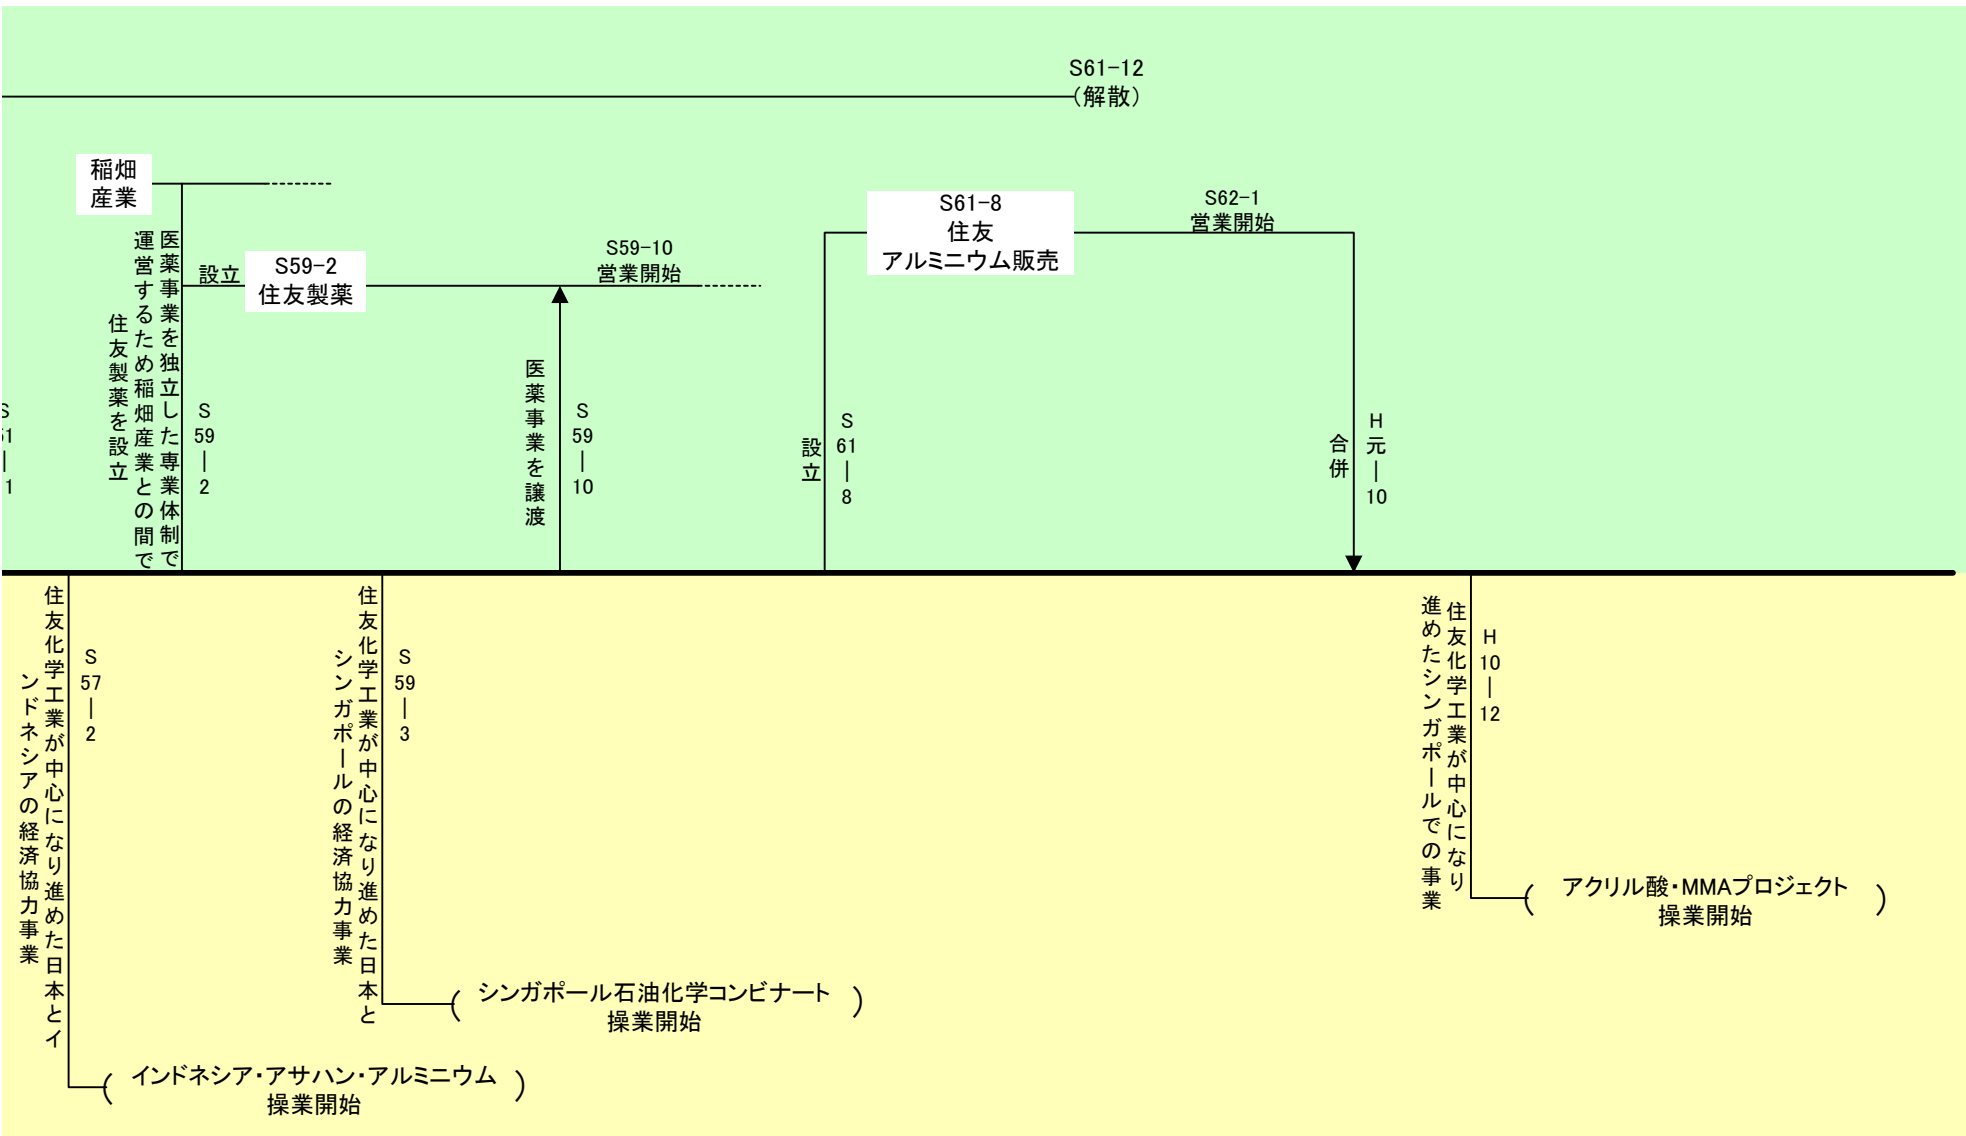 S61-12
(解散)
稲畑
産業
医薬事業を独立した専業体制で
運営するため稲畑産業との間で
住友製薬を設立
S
59
|
2
設立
S59-2
住友製薬
S59-10
営業開始
医薬事業を譲渡
S
59
|
10
S61-8
住友
アルミニウム販売
設立
S
61
|
8
S62-1
営業開始
合併
H
元
|
10
S
51
|
1
住友化学工業が中心になり進めた日本とイ
ンドネシアの経済協力事業
S
57
|
2
(インドネシア・アサハン・アルミニウム
操業開始)
住友化学工業が中心になり進めた日本と
シンガポールの経済協力事業
S
59
|
3
(シンガポール石油化学コンビナート
操業開始)
住友化学工業が中心になり
進めたシンガポールでの事業
H
10
|
12
(アクリル酸・MMAプロジェクト
操業開始)